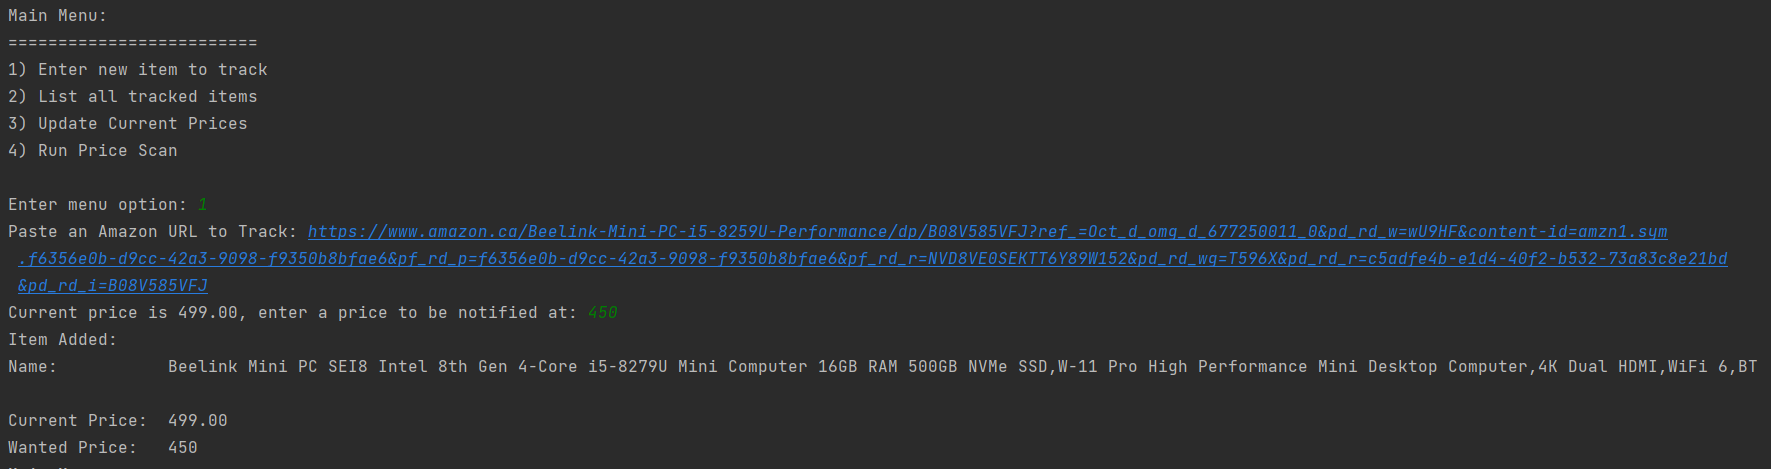 Main Menu:
=========================
1) Enter new item to track
2) List all tracked items
3) Update Current Prices
4) Run Price Scan
Enter menu option: 1
Paste an Amazon URL to Track: https://www.amazon.ca/Beelink-Mini-PC-i5-8259U-Performance/dp/B08V585VFJ?ref_=Oct_d_omg_d_677250011_0&pd_rd_w=wU9HF&content-id=amzn1.sym
.f6356e0b-d9cc-42a3-9098-f9350b8bfae6&pf_rd_p=f6356e0b-d9cc-42a3-9098-f9350b8bfae6&pf_rd_r=NVD8VE0SEKTT6Y89W152&pd_rd_wg=T596X&pd_rd_r=c5adfe4b-e1d4-40f2-b532-73a83c8e21bd
&pd_rd_i=B08V585VFJ
Current price is 499.00, enter a price to be notified at: 450
Item Added:
Name:           Beelink Mini PC SEI8 Intel 8th Gen 4-Core i5-8279U Mini Computer 16GB RAM 500GB NVMe SSD,W-11 Pro High Performance Mini Desktop Computer,4K Dual HDMI,WiFi 6,BT
Current Price:  499.00
Wanted Price:   450